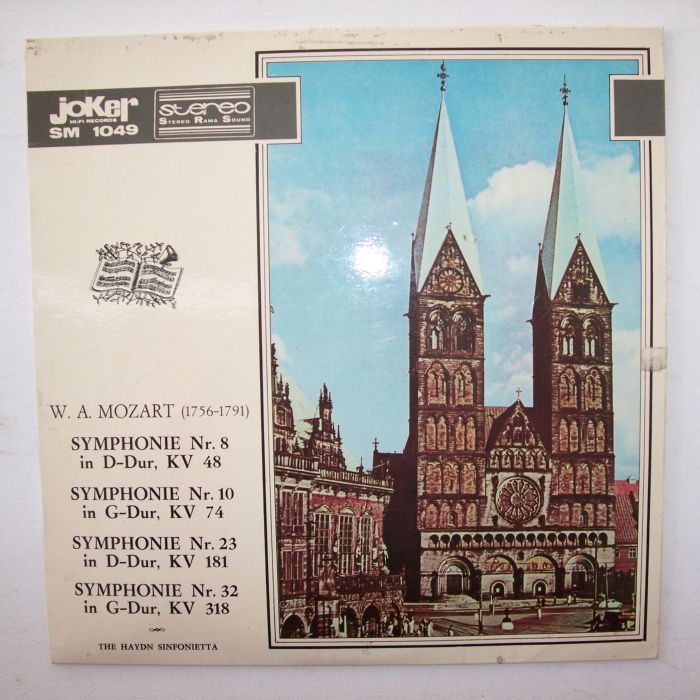 joker
HI-FI RECORDS
SM 1049
stereo
STEREO RAMA SOUND
W. A. MOZART (1756-1791)
SYMPHONIE Nr. 8
in D-Dur, KV 48
SYMPHONIE Nr. 10
in G-Dur, KV 74
SYMPHONIE Nr. 23
in D-Dur, KV 181
SYMPHONIE Nr. 32
in G-Dur, KV 318
THE HAYDN SINFONIETTA